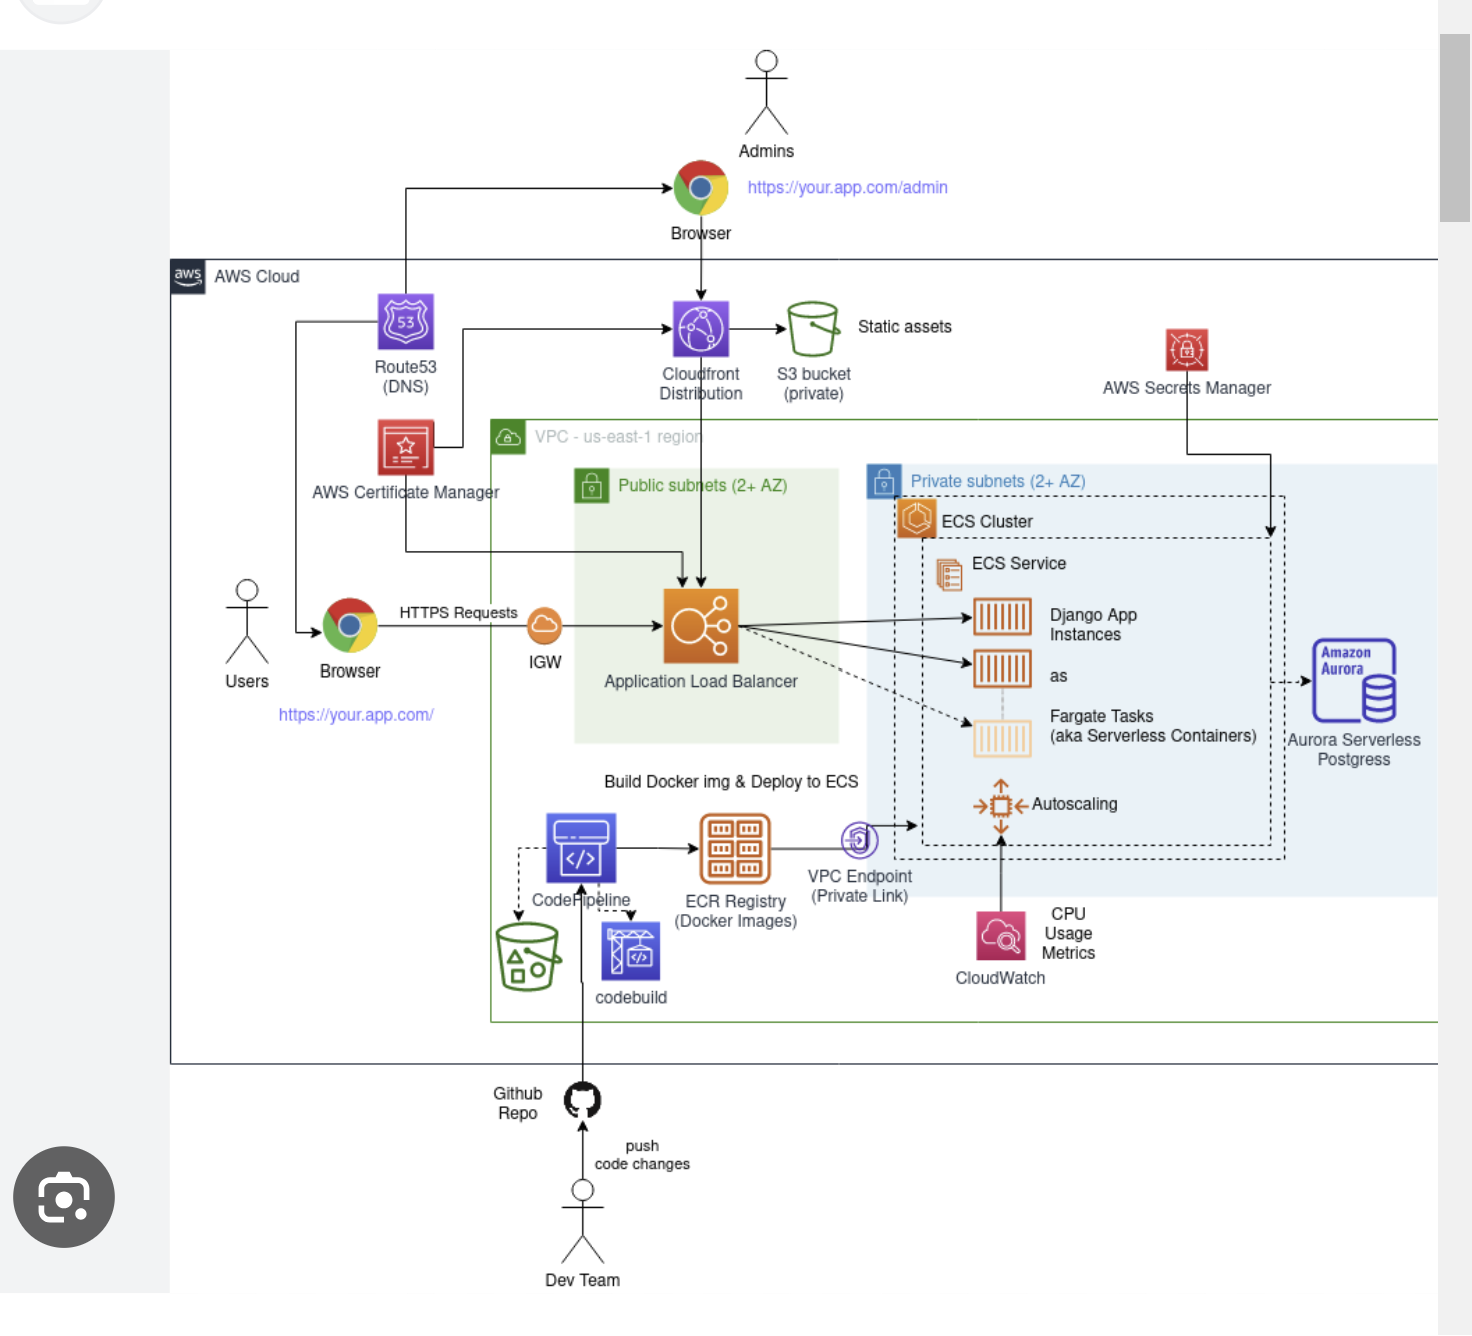 Admins
https://your.app.com/admin
Browser
aws
AWS Cloud
53
Route53
(DNS)
Cloudfront
Distribution
S3 bucket
(private)
Static assets
AWS Secrets Manager
VPC - us-east-1 region
AWS Certificate Manager
Public subnets (2+ AZ)
Private subnets (2+ AZ)
ECS Cluster
ECS Service
Django App
Instances
as
Fargate Tasks
(aka Serverless Containers)
Autoscaling
Users
Browser
https://your.app.com/
HTTPS Requests
IGW
Application Load Balancer
Amazon
Aurora
Aurora Serverless
Postgress
Build Docker img & Deploy to ECS
CodePipeline
ECR Registry
(Docker Images)
VPC Endpoint
(Private Link)
codebuild
CPU
Usage
Metrics
CloudWatch
Github
Repo
push
code changes
Dev Team